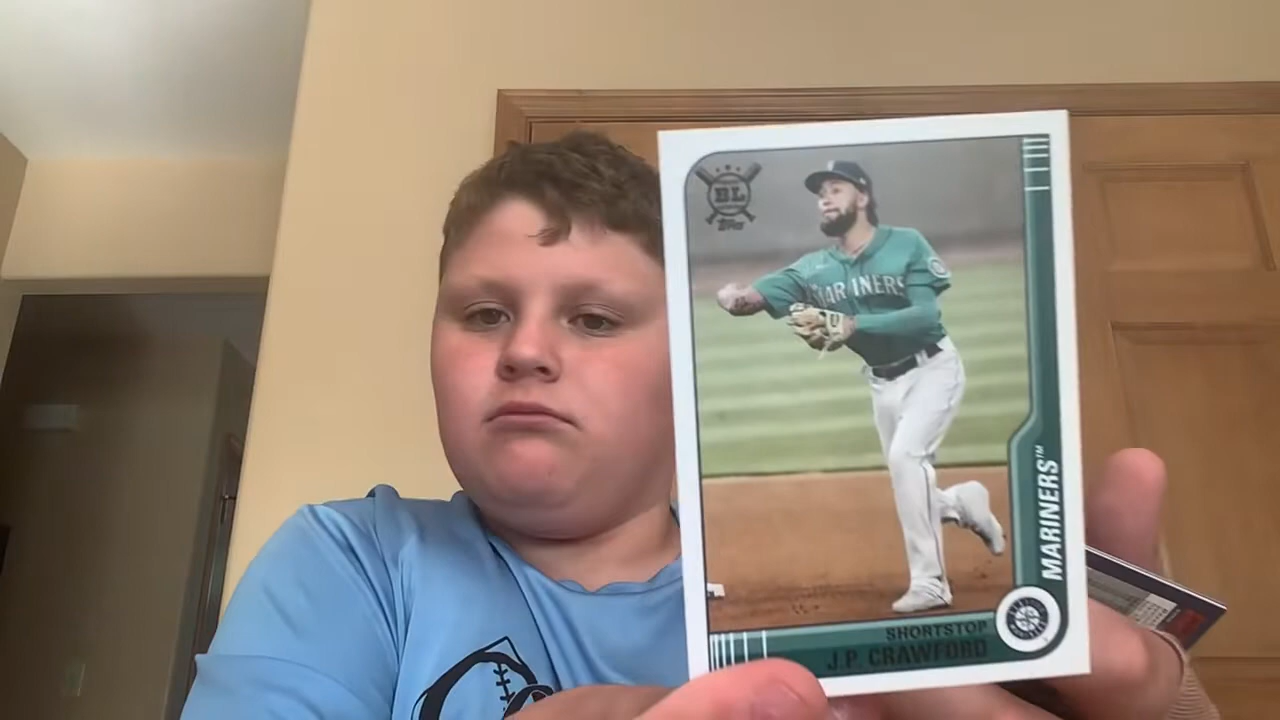 BL
Topps
MARINERS
MARINERS™
SHORTSTOP
J.P. CRAWFORD